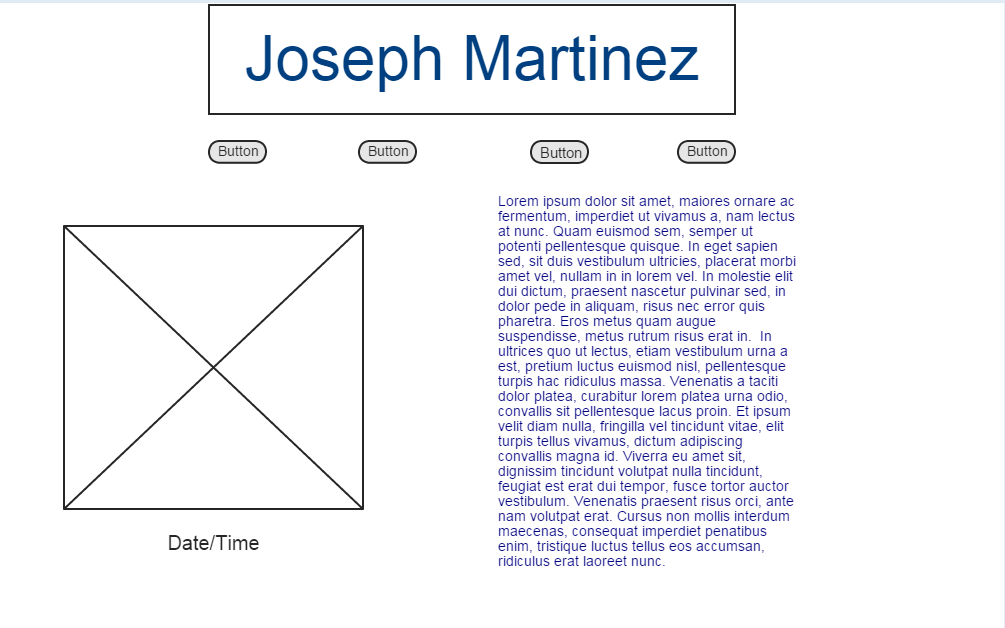 Joseph Martinez
Button Button Button Button
Lorem ipsum dolor sit amet, maiores ornare ac
fermentum, imperdiet ut vivamus a, nam lectus
at nunc. Quam euismod sem, semper ut
potenti pellentesque quisque. In eget sapien
sed, sit duis vestibulum ultricies, placerat morbi
amet vel, nullam in in lorem vel. In molestie elit
dui dictum, praesent nascetur pulvinar sed, in
dolor pede in aliquam, risus nec error quis
pharetra. Eros metus quam augue
suspendisse, metus rutrum risus erat in.  In
ultrices quo ut lectus, etiam vestibulum urna a
est, pretium luctus euismod nisl, pellentesque
turpis hac ridiculus massa. Venenatis a taciti
dolor platea, curabitur lorem platea urna odio,
convallis sit pellentesque lacus proin. Et ipsum
velit diam nulla, fringilla vel tincidunt vitae, elit
turpis tellus vivamus, dictum adipiscing
convallis magna id. Viverra eu amet sit,
dignissim tincidunt volutpat nulla tincidunt,
feugiat est erat dui tempor, fusce tortor auctor
vestibulum. Venenatis praesent risus orci, ante
nam volutpat erat. Cursus non mollis interdum
maecenas, consequat imperdiet penatibus
enim, tristique luctus tellus eos accumsan,
ridiculus erat laoreet nunc.
Date/Time